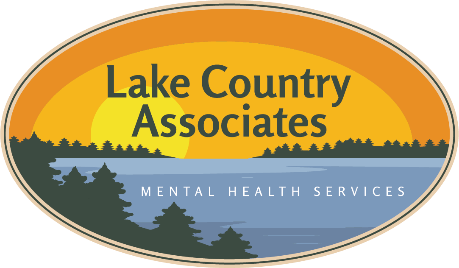 Lake Country
Associates
MENTAL HEALTH SERVICES